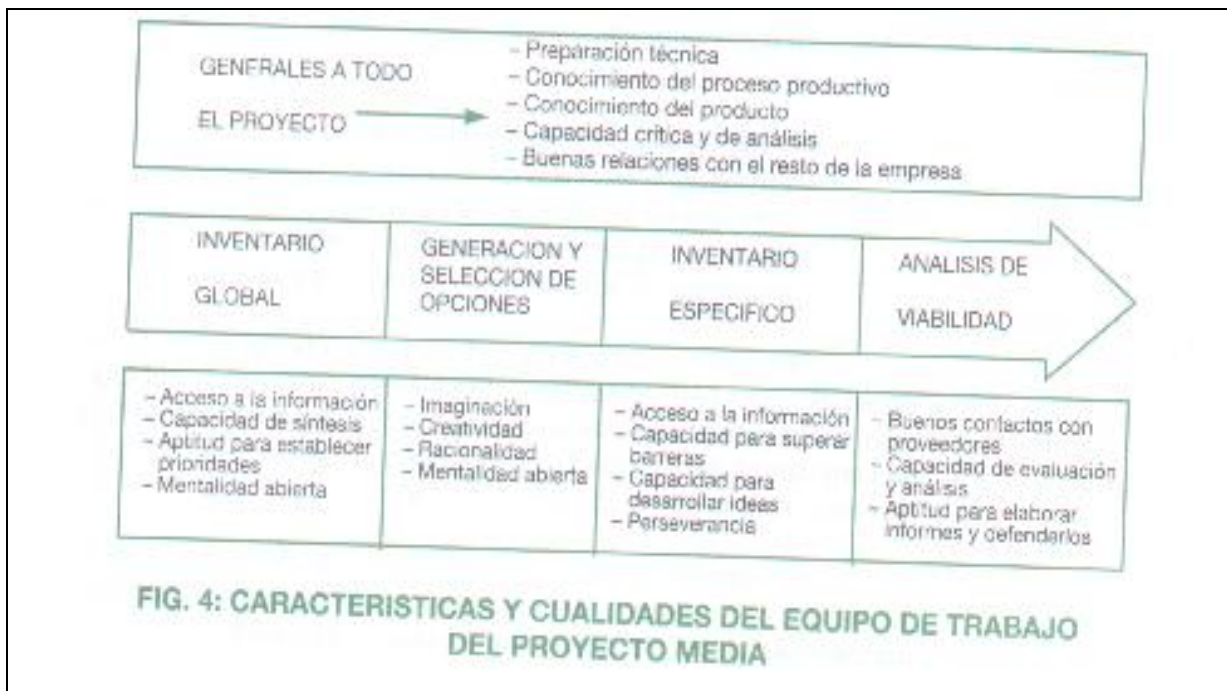 GENERALES A TODO
EL PROYECTO
– Preparación técnica
– Conocimiento del proceso productivo
– Conocimiento del producto
– Capacidad crítica y de análisis
– Buenas relaciones con el resto de la empresa
INVENTARIO
GLOBAL
GENERACION Y
SELECCION DE
OPCIONES
INVENTARIO
ESPECIFICO
ANALISIS DE
VIABILIDAD
– Acceso a la información
– Capacidad de síntesis
– Aptitud para establecer
prioridades
– Mentalidad abierta
– Imaginación
– Creatividad
– Racionalidad
– Mentalidad abierta
– Acceso a la información
– Capacidad para superar
barreras
– Capacidad para
desarrollar ideas
– Perseverancia
– Buenos contactos con
proveedores
– Capacidad de evaluación
y análisis
– Aptitud para elaborar
informes y defenderlos
FIG. 4: CARACTERISTICAS Y CUALIDADES DEL EQUIPO DE TRABAJO
DEL PROYECTO MEDIA